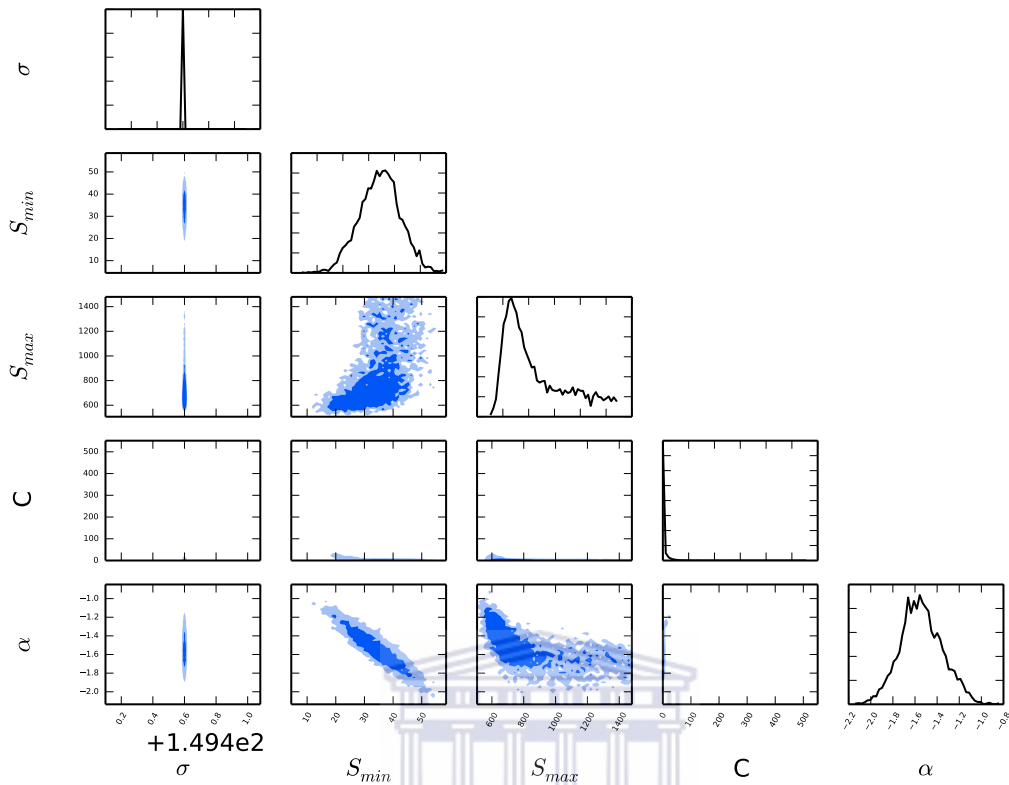 σ
S_min
50
40
30
20
10
S_max
1400
1200
1000
800
600
C
500
400
300
200
100
0
α
−1.0
−1.2
−1.4
−1.6
−1.8
−2.0
0.2 0.4 0.6 0.8 1.0
10 20 30 40 50
600 800 1000 1200 1400
0 100 200 300 400 500
−2.2 −2.0 −1.8 −1.6 −1.4 −1.2 −1.0 −0.8
+1.494e2
σ S_min S_max C α